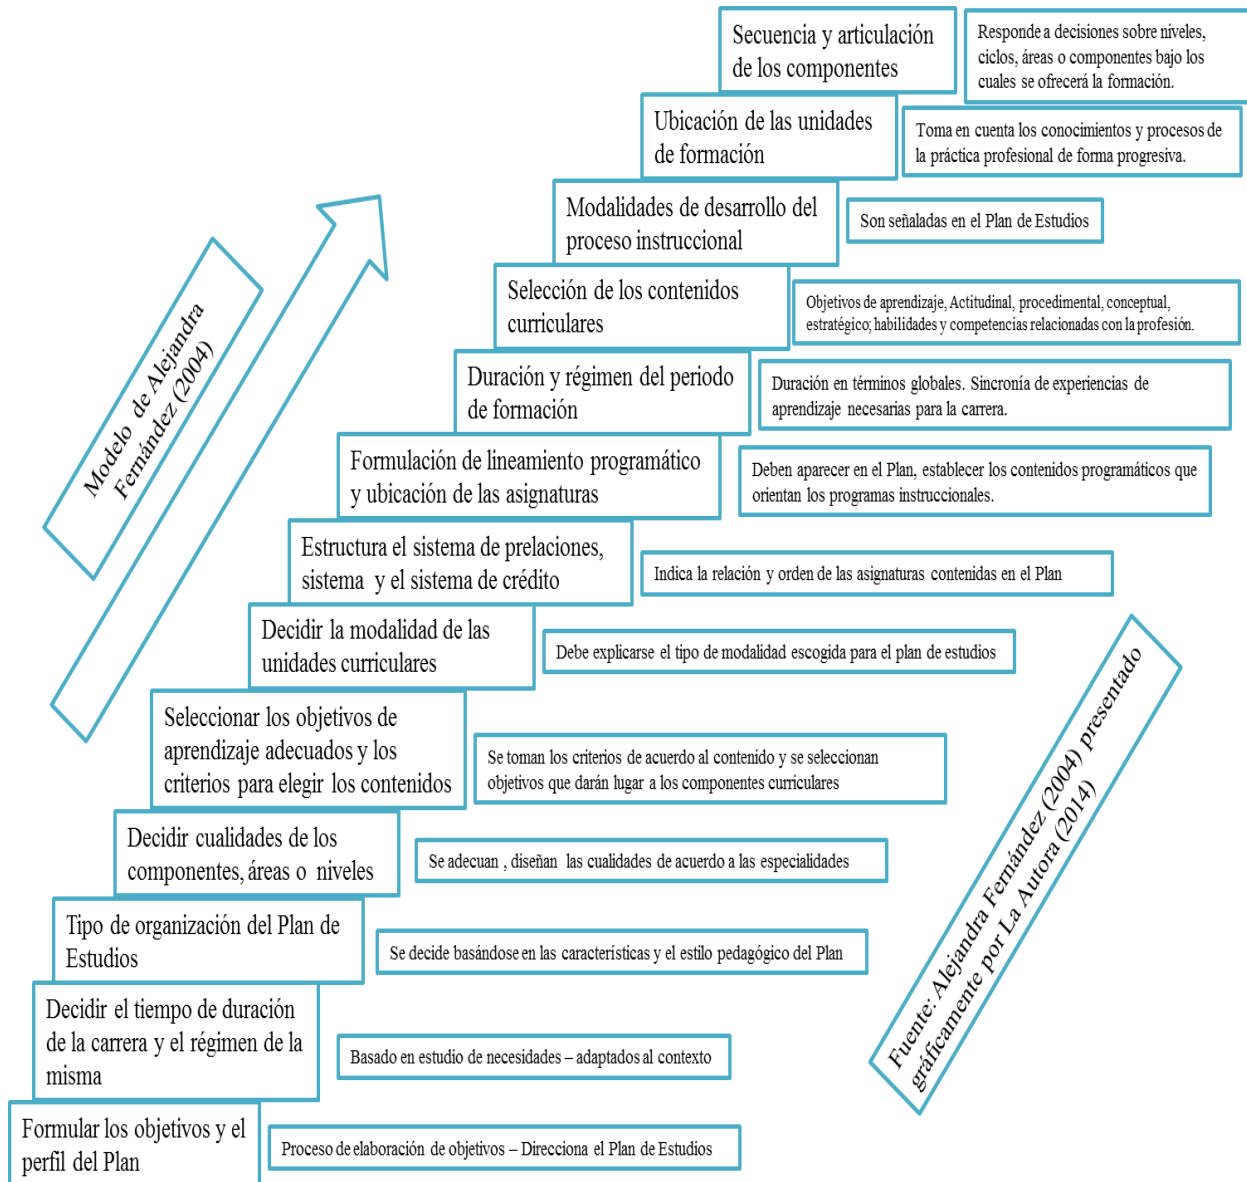 Secuencia y articulación
de los componentes
Responde a decisiones sobre niveles,
ciclos, áreas o componentes bajo los
cuales se ofrecerá la formación.
Ubicación de las unidades
de formación
Toma en cuenta los conocimientos y procesos de
la práctica profesional de forma progresiva.
Modalidades de desarrollo del
proceso instruccional
Son señaladas en el Plan de Estudios
Selección de los contenidos
curriculares
Objetivos de aprendizaje, Actitudinal, procedimental, conceptual,
estratégico; habilidades y competencias relacionadas con la profesión.
Modelo de Alejandra
Fernández (2004)
Duración y régimen del periodo
de formación
Duración en términos globales. Sincronía de experiencias de
aprendizaje necesarias para la carrera.
Formulación de lineamiento programático
y ubicación de las asignaturas
Deben aparecer en el Plan, establecer los contenidos programáticos que
orientan los programas instruccionales.
Estructura el sistema de prelaciones,
sistema y el sistema de crédito
Indica la relación y orden de las asignaturas contenidas en el Plan
Decidir la modalidad de las
unidades curriculares
Debe explicarse el tipo de modalidad escogida para el plan de estudios
Seleccionar los objetivos de
aprendizaje adecuados y los
criterios para elegir los contenidos
Se toman los criterios de acuerdo al contenido y se seleccionan
objetivos que darán lugar a los componentes curriculares
Decidir cualidades de los
componentes, áreas o niveles
Se adecuan , diseñan las cualidades de acuerdo a las especialidades
Tipo de organización del Plan de
Estudios
Se decide basándose en las características y el estilo pedagógico del Plan
Decidir el tiempo de duración
de la carrera y el régimen de la
misma
Basado en estudio de necesidades – adaptados al contexto
Formular los objetivos y el
perfil del Plan
Proceso de elaboración de objetivos – Direcciona el Plan de Estudios
Fuente: Alejandra Fernández (2004) presentado
gráficamente por La Autora (2014)